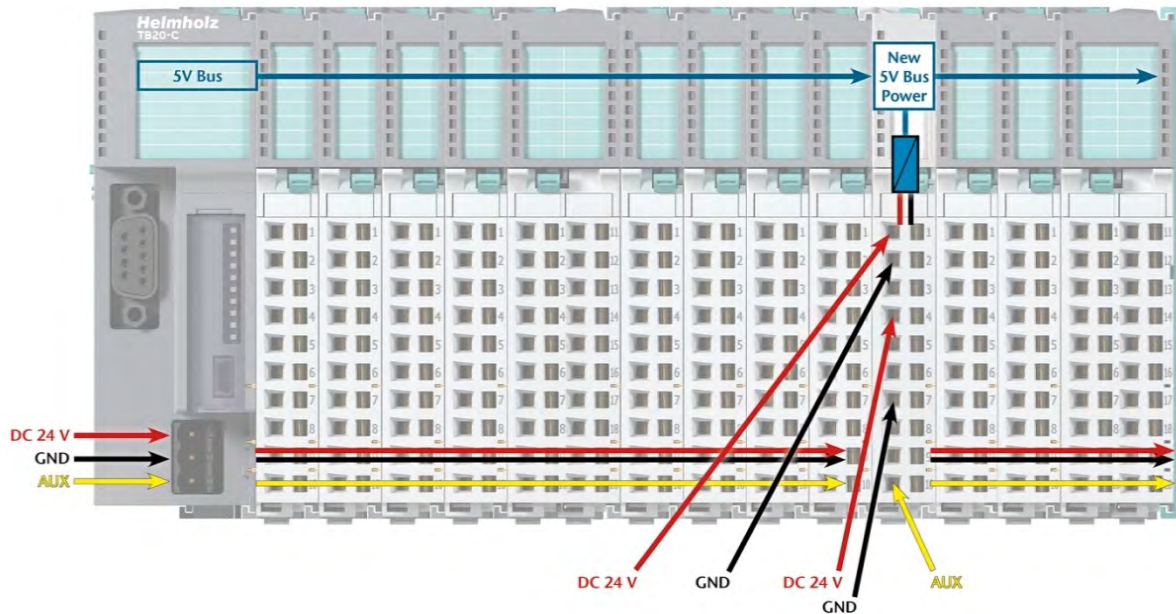 Helmholz
TB20-C
5V Bus
New
5V Bus
Power
DC 24 V
GND
AUX
DC 24 V
GND
DC 24 V
GND
AUX